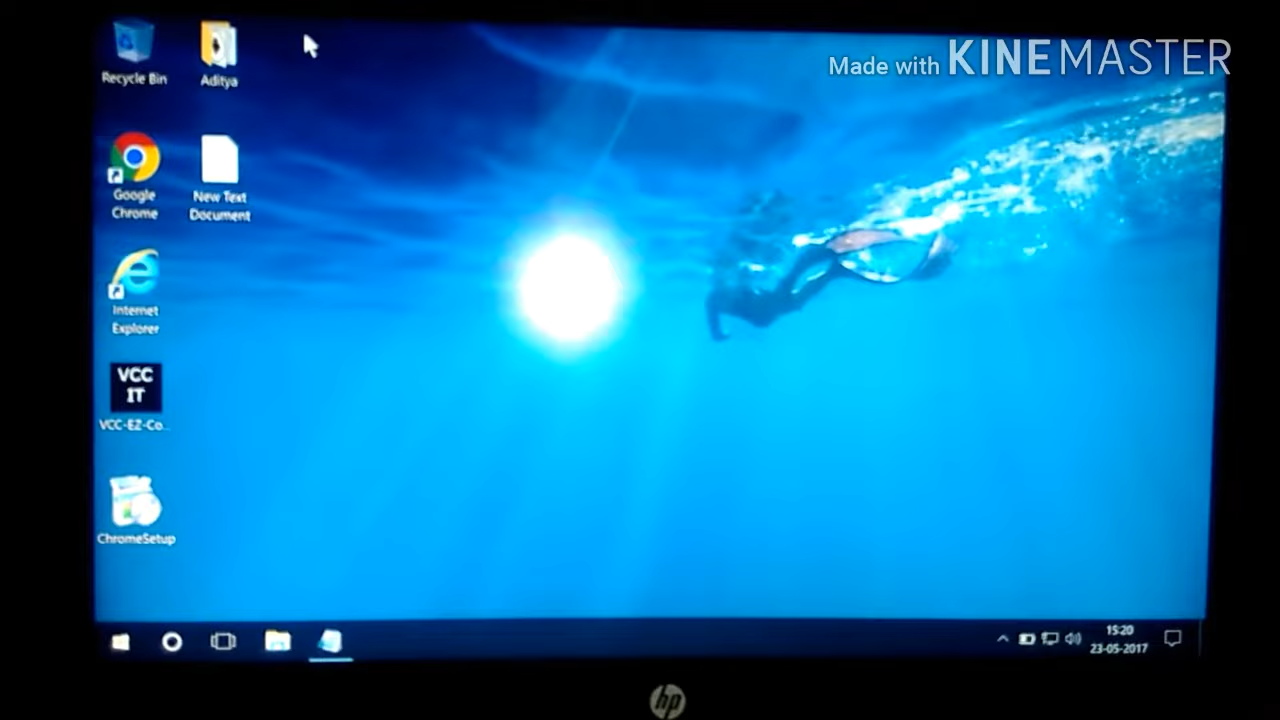 Made with KINEMASTER
Recycle Bin
Aditya
Google
Chrome
New Text
Document
Internet
Explorer
VCC
IT
VCC-EZ-Co...
ChromeSetup
15:20
23-05-2017
hp